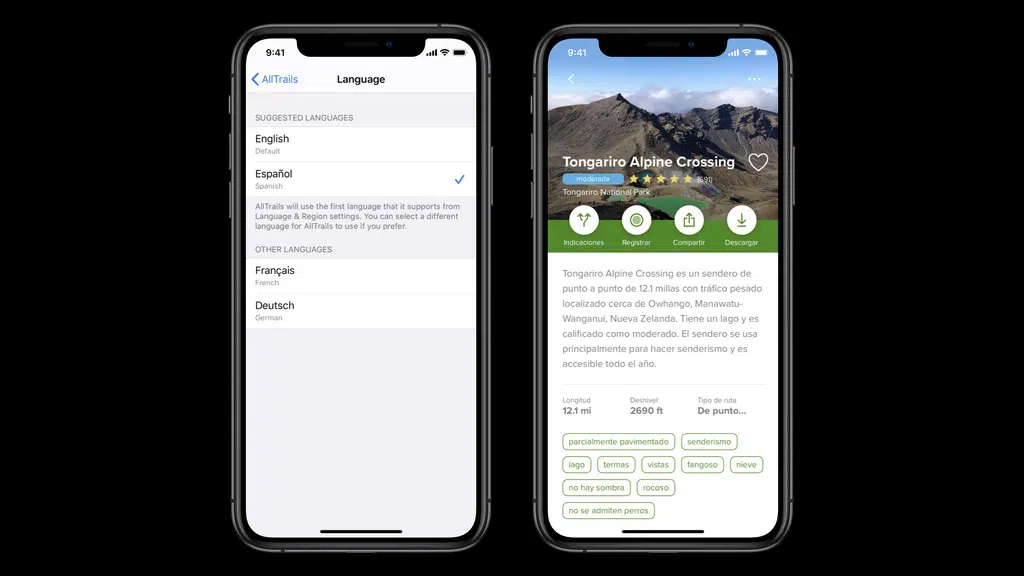 9:41
AllTrails
Language
SUGGESTED LANGUAGES
English
Default
Español
Spanish
AllTrails will use the first language that it supports from
Language & Region settings. You can select a different
language for AllTrails to use if you prefer.
OTHER LANGUAGES
Français
French
Deutsch
German
9:41
Tongariro Alpine Crossing
moderadir
(691)
Tongariro National Park
Indicaciones
Registrar
Compartir
Descargar
Tongariro Alpine Crossing es un sendero de
punto a punto de 12.1 millas con tráfico pesado
localizado cerca de Owhango, Manawatu-
Wanganui, Nueva Zelanda. Tiene un lago y es
calificado como moderado. El sendero se usa
principalmente para hacer senderismo y es
accesible todo el año.
Longitud
Desnivel
Tipo de ruta
12.1 mi
2690 ft
De punto...
parcialmente pavimentado
senderismo
lago
termas
vistas
fangoso
nieve
no hay sombra
rocoso
no se admiten perros